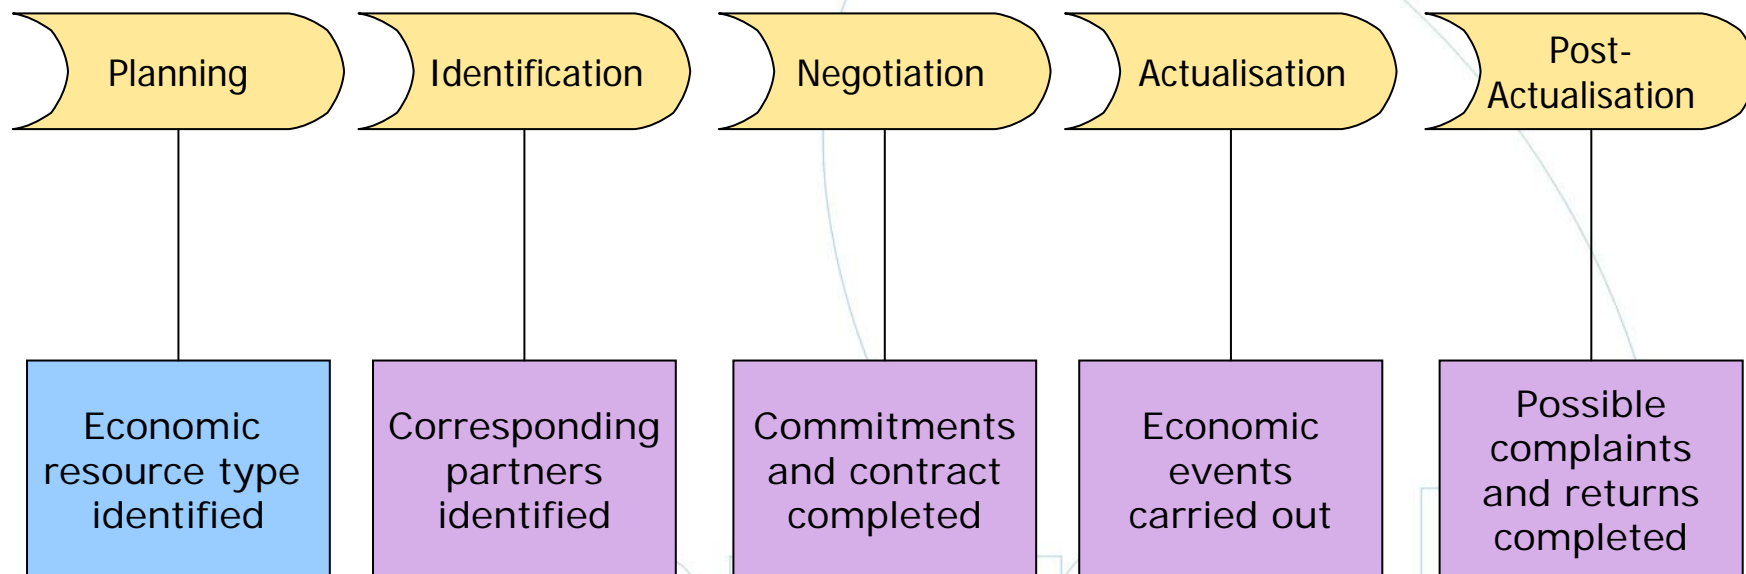 Planning
Identification
Negotiation
Actualisation
Post-
Actualisation
Economic
resource type
identified
Corresponding
partners
identified
Commitments
and contract
completed
Economic
events
carried out
Possible
complaints
and returns
completed